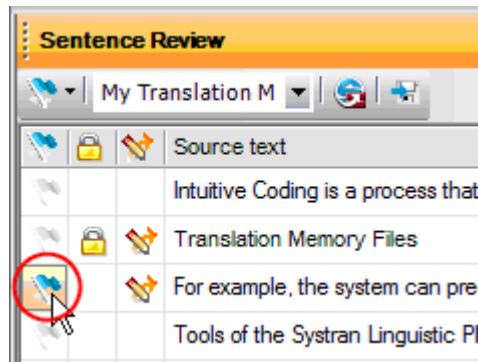 Sentence Review
My Translation M
Source text
Intuitive Coding is a process that
Translation Memory Files
For example, the system can pre
Tools of the Systran Linguistic Pl